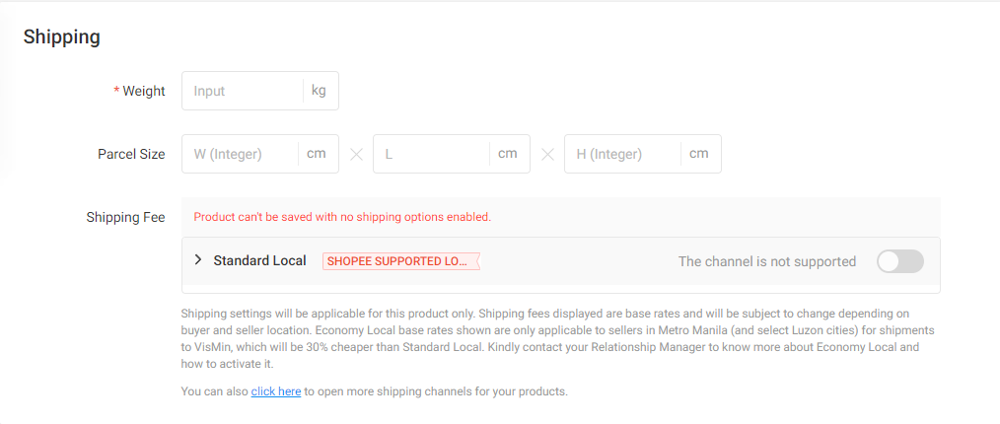 Shipping
* Weight Input kg
Parcel Size W (Integer) cm L cm H (Integer) cm
Shipping Fee Product can't be saved with no shipping options enabled.
Standard Local SHOPEE SUPPORTED LO... The channel is not supported
Shipping settings will be applicable for this product only. Shipping fees displayed are base rates and will be subject to change depending on
buyer and seller location. Economy Local base rates shown are only applicable to sellers in Metro Manila (and select Luzon cities) for shipments
to VisMin, which will be 30% cheaper than Standard Local. Kindly contact your Relationship Manager to know more about Economy Local and
how to activate it.
You can also click here to open more shipping channels for your products.